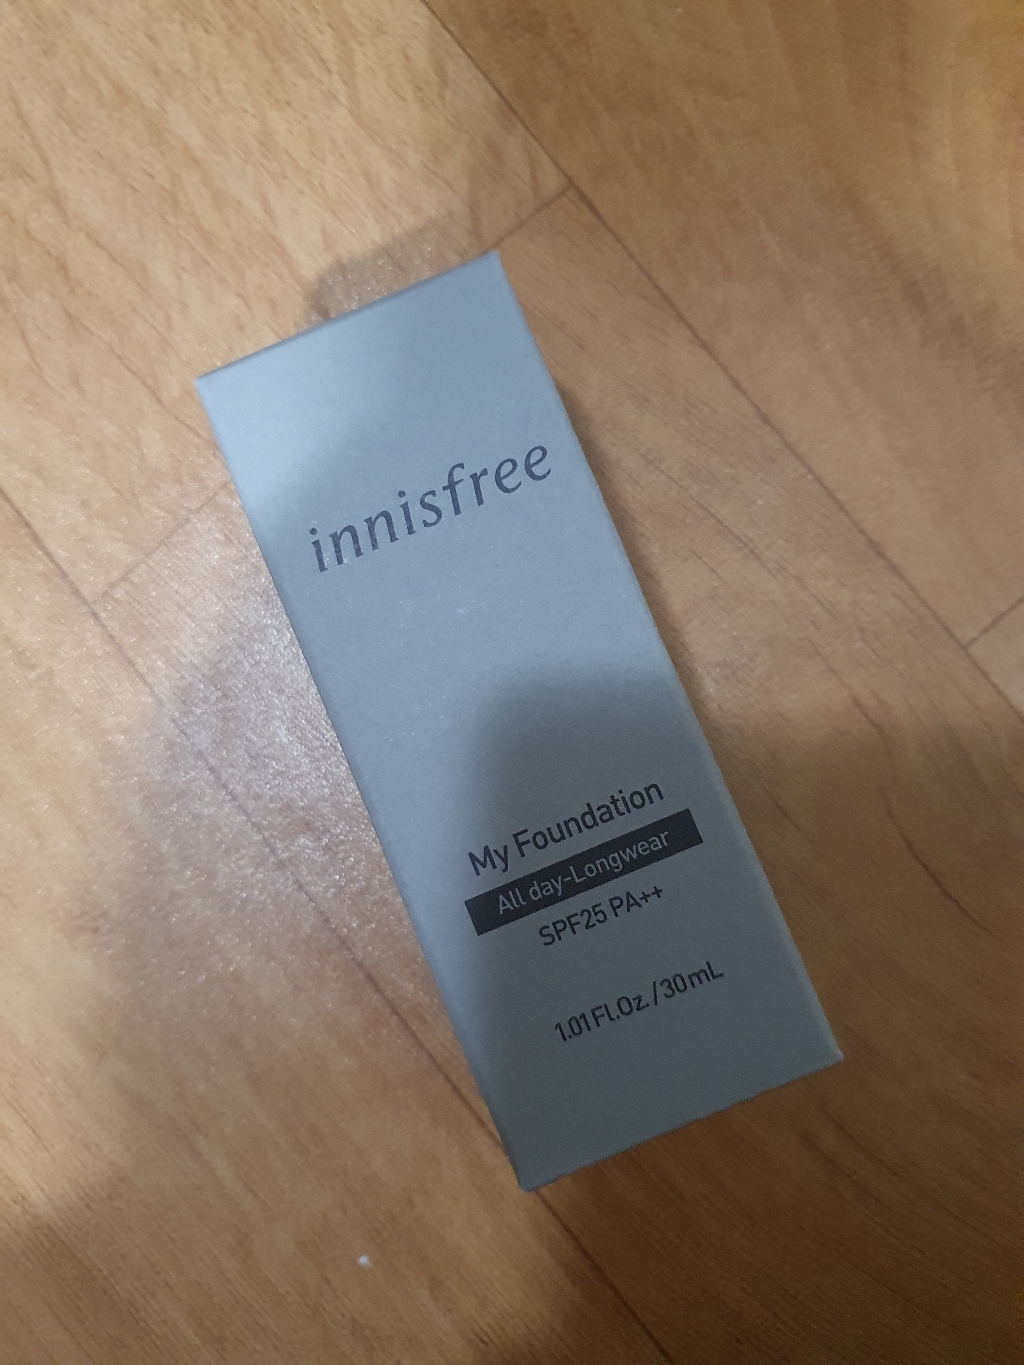 innisfree
My Foundation
All day-Longwear
SPF25 PA++
1.01 Fl.Oz. / 30mL